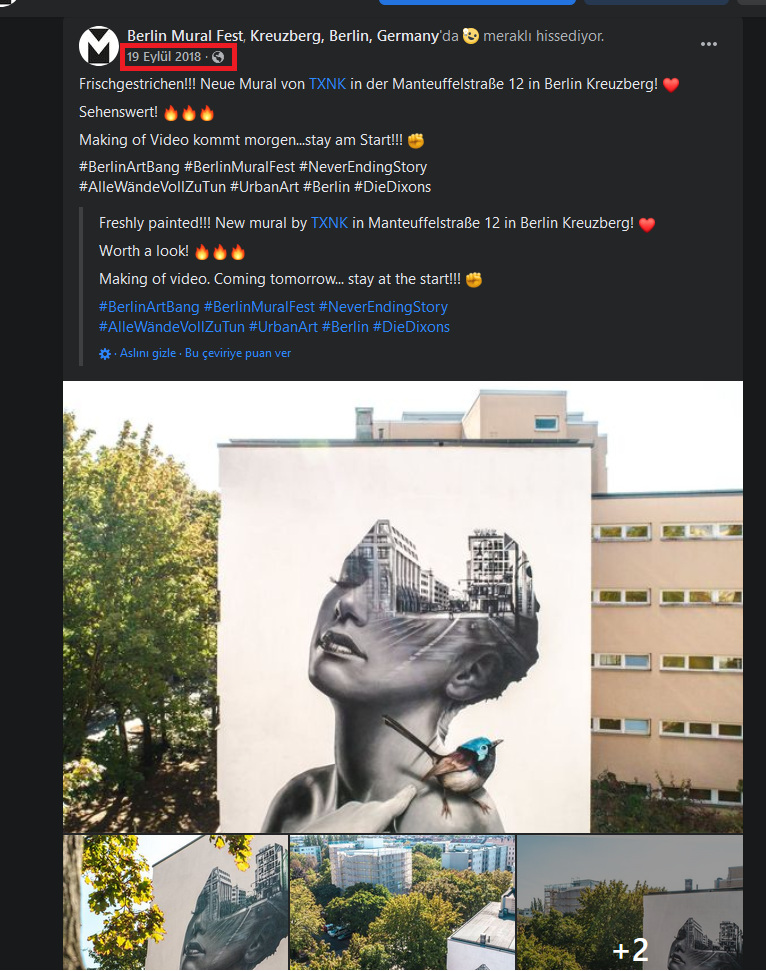 Berlin Mural Fest, Kreuzberg, Berlin, Germany'da 🤪 meraklı hissediyor.
19 Eylül 2018 ·
Frischgestrichen!!! Neue Mural von TXNK in der Manteuffelstraße 12 in Berlin Kreuzberg! ❤️
Sehenswert! 🔥🔥🔥
Making of Video kommt morgen...stay am Start!!! ✊
#BerlinArtBang #BerlinMuralFest #NeverEndingStory
#AlleWändeVollZuTun #UrbanArt #Berlin #DieDixons
Freshly painted!!! New mural by TXNK in Manteuffelstraße 12 in Berlin Kreuzberg! ❤️
Worth a look! 🔥🔥🔥
Making of video. Coming tomorrow... stay at the start!!! ✊
#BerlinArtBang #BerlinMuralFest #NeverEndingStory
#AlleWändeVollZuTun #UrbanArt #Berlin #DieDixons
· Aslını gizle · Bu çeviriye puan ver
+2